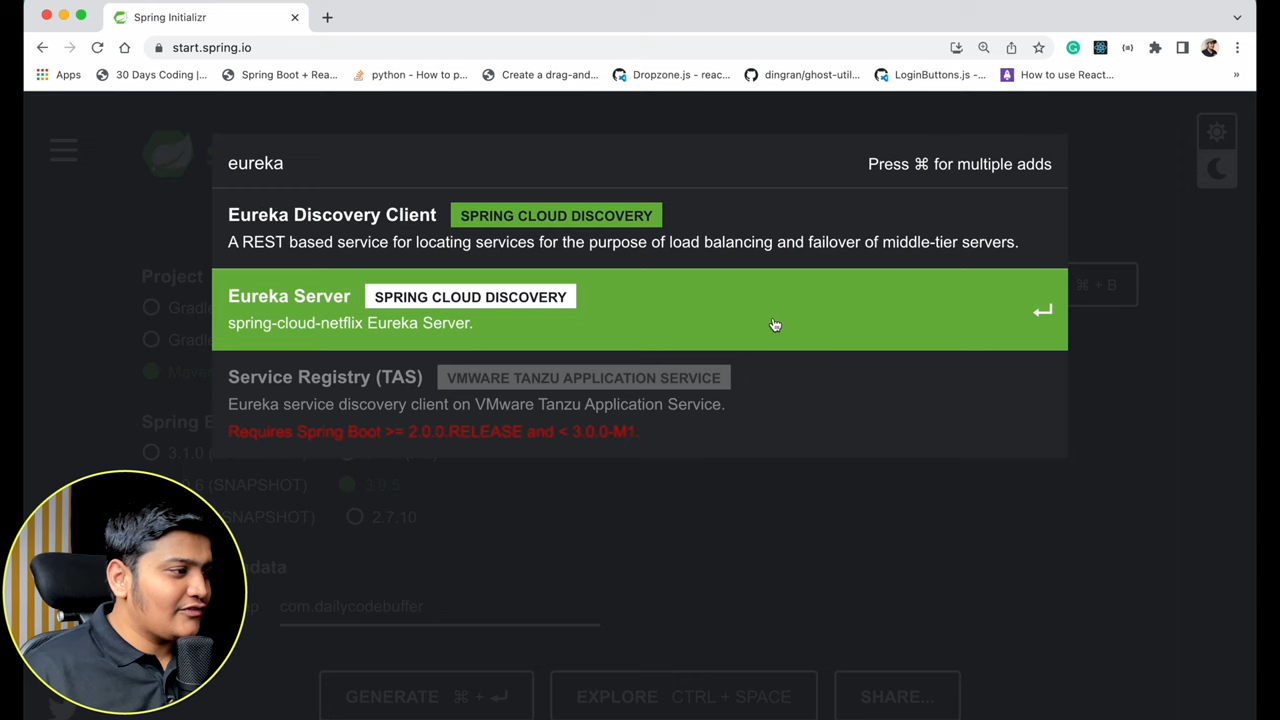 Spring Initializr
start.spring.io
Apps
30 Days Coding |...
Spring Boot + Rea...
python - How to p...
Create a drag-and...
Dropzone.js - reac...
dingran/ghost-util...
LoginButtons.js -...
How to use React...
»
eureka
Press ⌘ for multiple adds
Eureka Discovery Client SPRING CLOUD DISCOVERY
A REST based service for locating services for the purpose of load balancing and failover of middle-tier servers.
Project
⌘ + B
Eureka Server SPRING CLOUD DISCOVERY
spring-cloud-netflix Eureka Server.
Service Registry (TAS) VMWARE TANZU APPLICATION SERVICE
Eureka service discovery client on VMware Tanzu Application Service.
Requires Spring Boot >= 2.0.0.RELEASE and < 3.0.0-M1.
(SNAPSHOT) 3.0.5
SNAPSHOT) 2.7.10
com.dailycodebuffer
GENERATE ⌘ + ↵
EXPLORE CTRL + SPACE
SHARE...